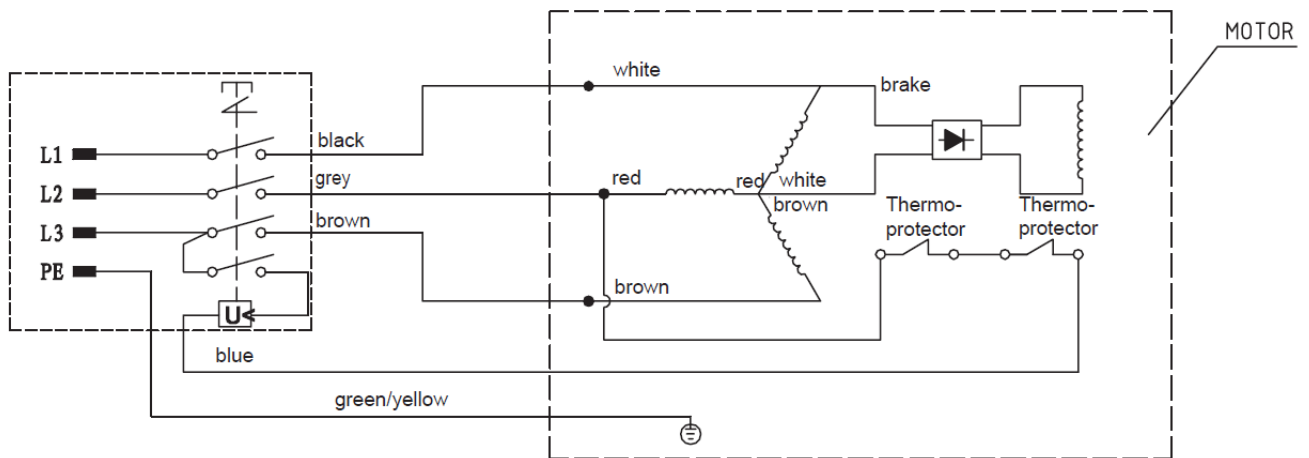 MOTOR
white
brake
black
L1
grey
L2
red
red
white
brown
Thermo-
protector
Thermo-
protector
L3
brown
PE
brown
U<
blue
green/yellow